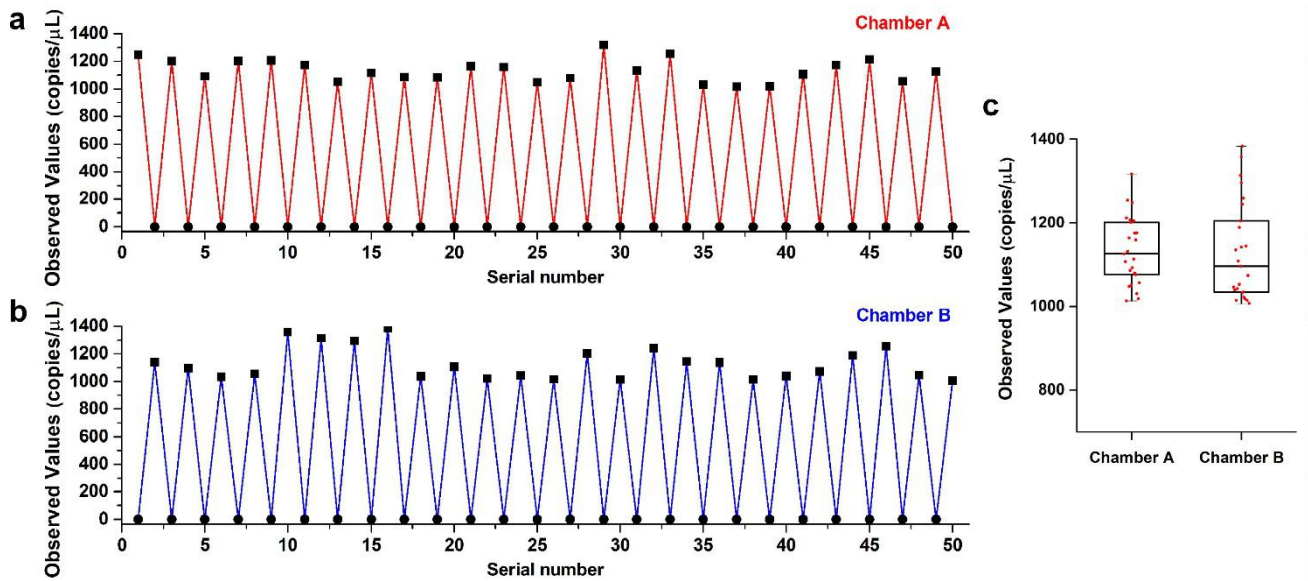 a
Chamber A
Observed Values (copies/μL)
1400
1200
1000
800
600
400
200
0
0 5 10 15 20 25 30 35 40 45 50
Serial number
b
Chamber B
Observed Values (copies/μL)
1400
1200
1000
800
600
400
200
0
0 5 10 15 20 25 30 35 40 45 50
Serial number
c
Observed Values (copies/μL)
1400
1200
1000
800
Chamber A Chamber B